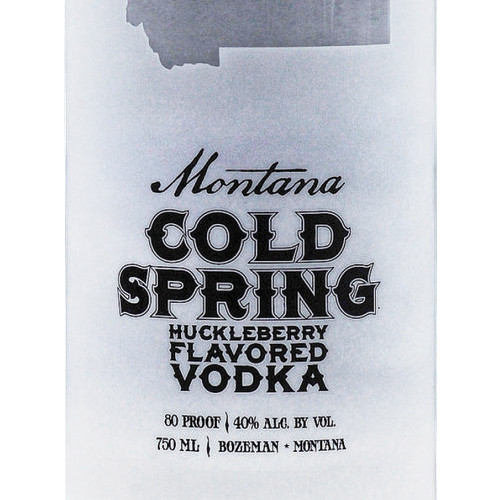 Montana
COLD
SPRING
HUCKLEBERRY
FLAVORED
VODKA
80 PROOF | 40% ALC. BY VOL.
750 ML | BOZEMAN * MONTANA